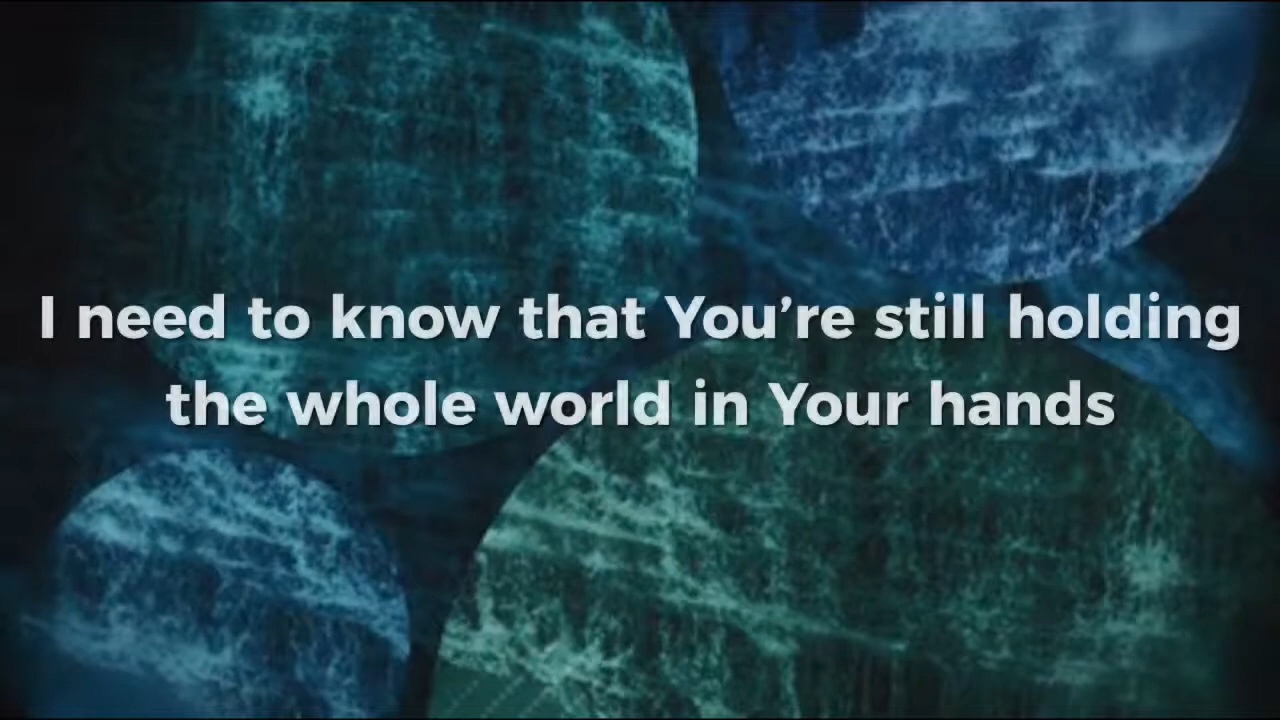 I need to know that You’re still holding
the whole world in Your hands